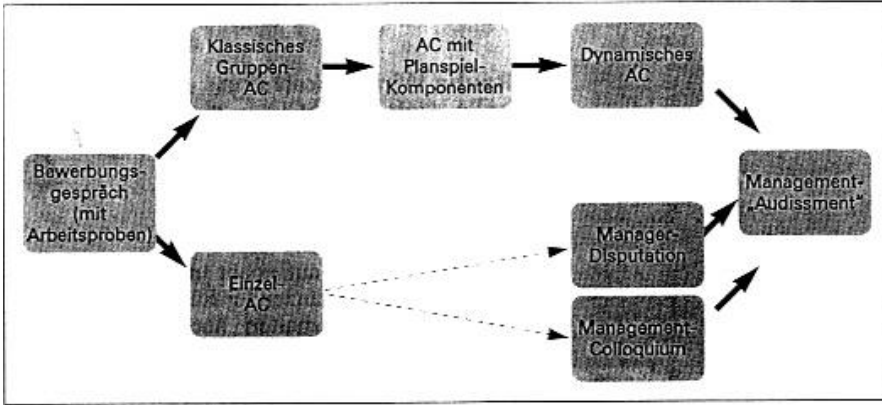 Klassisches
Gruppen-
AC
AC mit
Planspiel-
Komponenten
Dynamisches
AC
Bewerbungs-
gespräch
(mit
Arbeitsproben)
Management-
„Audissment“
Manager-
Disputation
Einzel-
AC
Management-
Colloquium